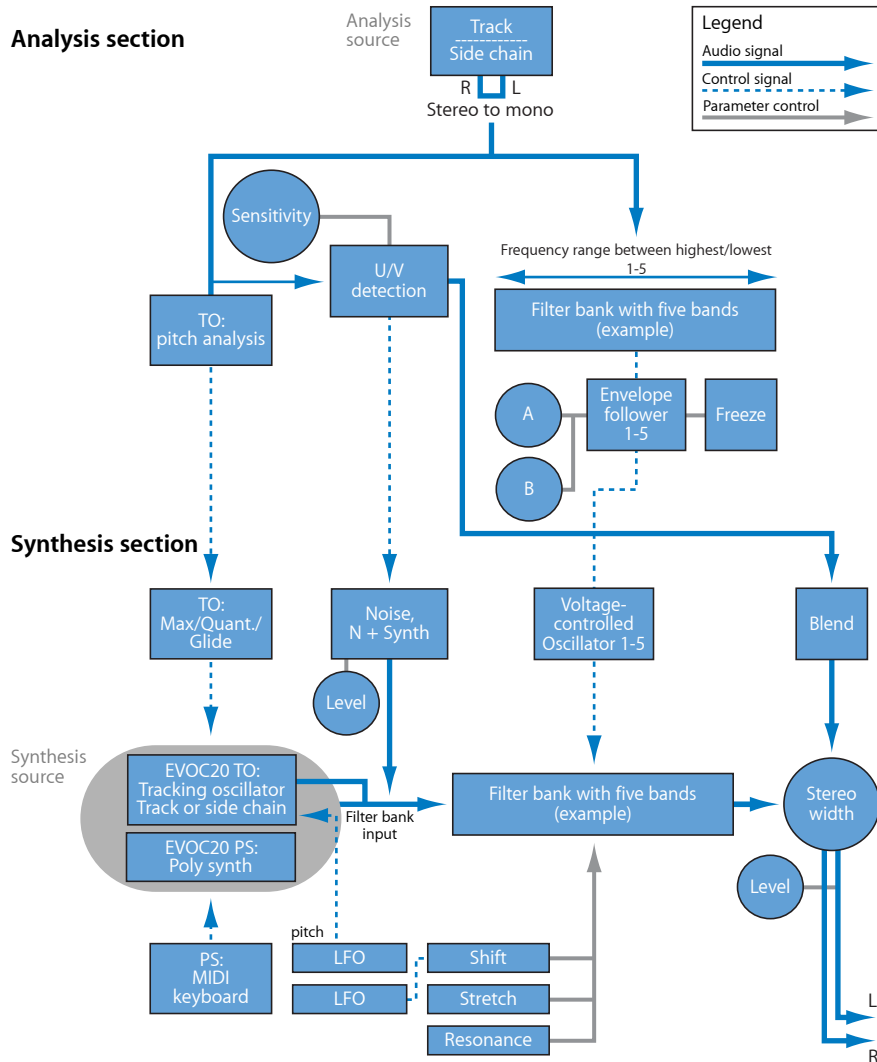 Analysis section
Analysis
source
Track
Side chain
R
L
Stereo to mono
Legend
Audio signal
Control signal
Parameter control
Sensitivity
U/V
detection
TO:
pitch analysis
Frequency range between highest/lowest
1-5
Filter bank with five bands
(example)
A
B
Envelope
follower
1-5
Freeze
Synthesis section
TO:
Max/Quant./
Glide
Noise,
N + Synth
Level
Voltage-
controlled
Oscillator 1-5
Blend
Synthesis
source
EVOC20 TO:
Tracking oscillator
Track or side chain
EVOC20 PS:
Poly synth
Filter bank
input
Filter bank with five bands
(example)
Stereo
width
Level
PS:
MIDI
keyboard
pitch
LFO
LFO
Shift
Stretch
Resonance
L
R